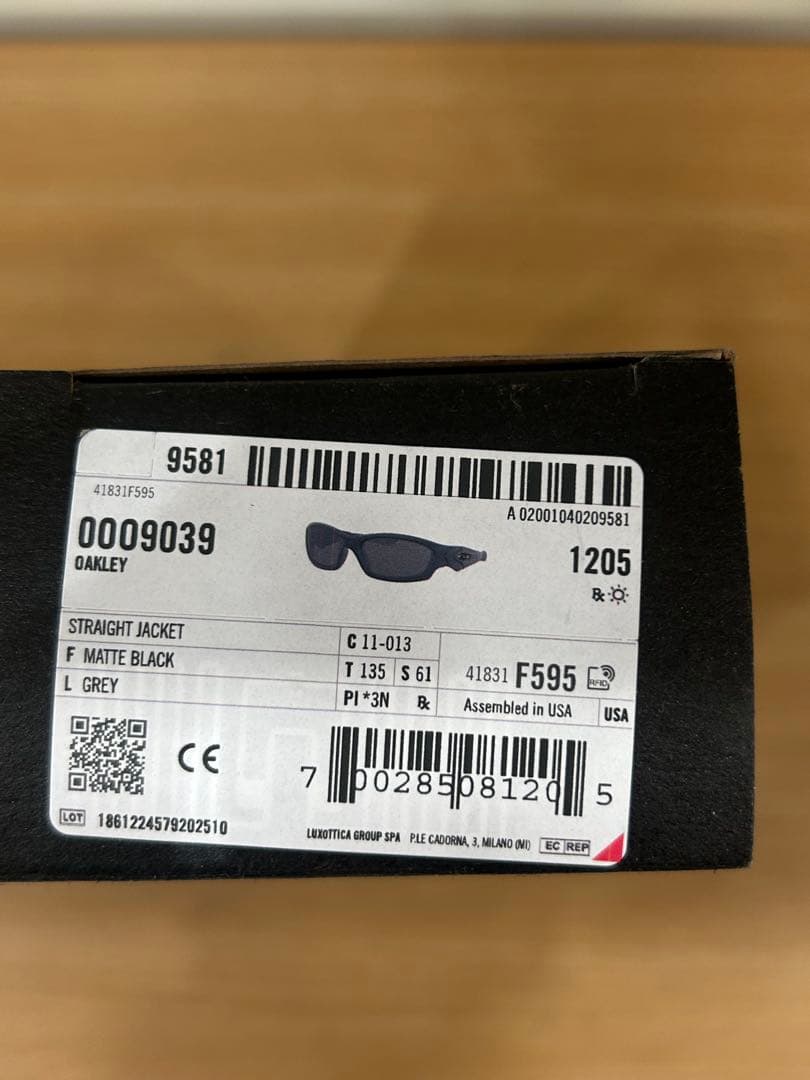 9581
41831F595
A 02001040209581
0009039
OAKLEY
1205
Rx
STRAIGHT JACKET
F MATTE BLACK
L GREY
C 11-013
T 135 S 61
PI *3N Rx
41831 F595 RFID
Assembled in USA USA
CE
7 00285 08120 5
LOT 1861224579202510
LUXOTTICA GROUP SPA P.LE CADORNA, 3, MILANO (MI) EC REP